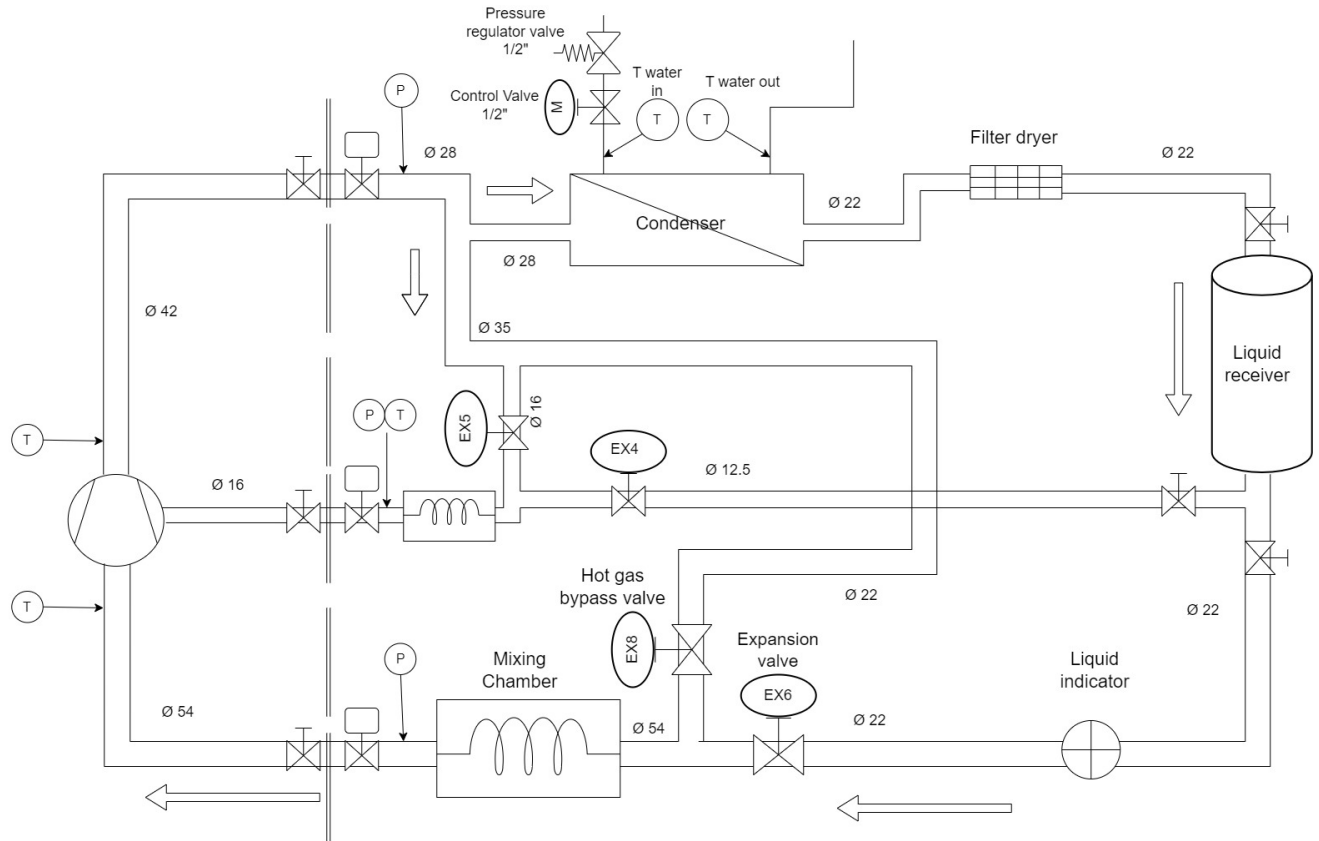 Pressure
regulator valve
1/2"
Control Valve
1/2"
M
T water
in
T water out
T
T
P
Ø 28
Filter dryer
Ø 22
Ø 22
Condenser
Ø 28
Ø 42
Ø 35
Liquid
receiver
P
T
EX5
Ø 16
EX4
Ø 12.5
T
Ø 16
Hot gas
bypass valve
Ø 22
Ø 22
T
P
Mixing
Chamber
EX8
Expansion
valve
EX6
Liquid
indicator
Ø 54
Ø 54
Ø 22